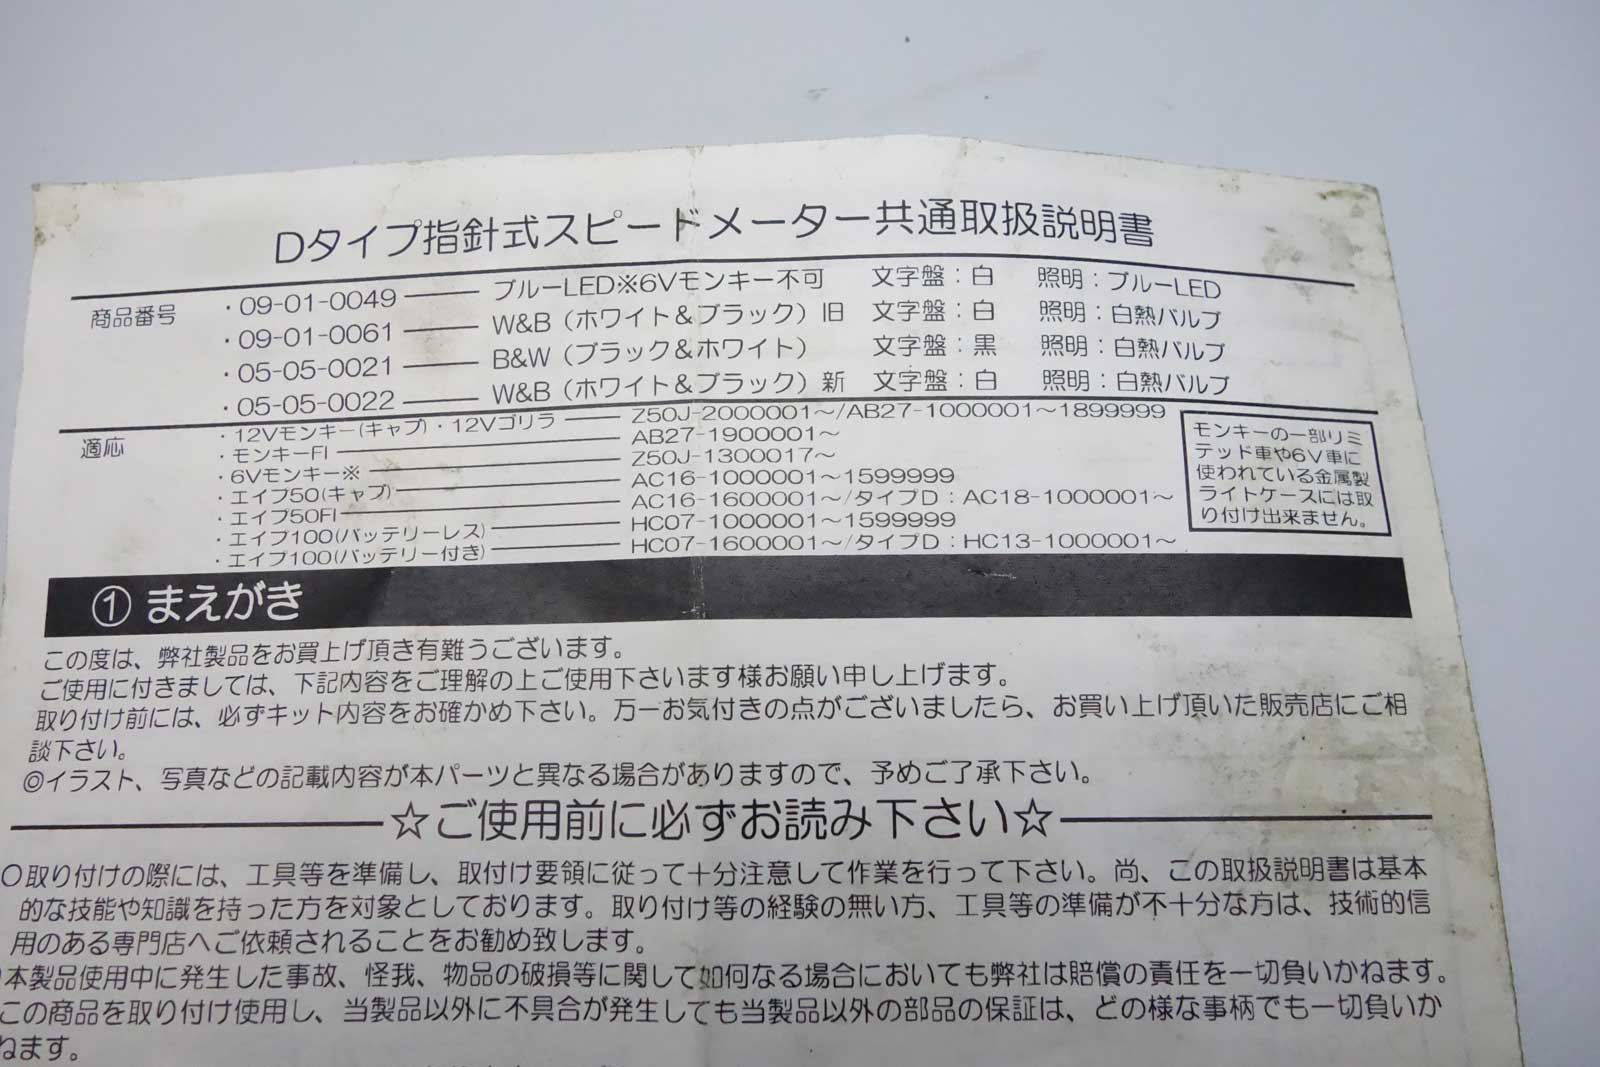 Dタイプ指針式スピードメーター共通取扱説明書
商品番号
・09-01-0049 ブルーLED※6Vモンキー不可 文字盤：白 照明：ブルーLED
・09-01-0061 W&B（ホワイト＆ブラック）旧 文字盤：白 照明：白熱バルブ
・05-05-0021 B&W（ブラック＆ホワイト） 文字盤：黒 照明：白熱バルブ
・05-05-0022 W&B（ホワイト＆ブラック）新 文字盤：白 照明：白熱バルブ
適応
・12Vモンキー(キャブ)・12Vゴリラ Z50J-2000001～/AB27-1000001～1899999
・モンキーFI AB27-1900001～
・6Vモンキー※ Z50J-1300017～
・エイプ50(キャブ) AC16-1000001～1599999
・エイプ50FI AC16-1600001～/タイプD：AC18-1000001～
・エイプ100(バッテリーレス) HC07-1000001～1599999
・エイプ100(バッテリー付き) HC07-1600001～/タイプD：HC13-1000001～
モンキーの一部リミ
テッド車や6V車に
使われている金属製
ライトケースには取
り付け出来ません。
① まえがき
この度は、弊社製品をお買上げ頂き有難うございます。
ご使用に付きましては、下記内容をご理解の上ご使用下さいます様お願い申し上げます。
取り付け前には、必ずキット内容をお確かめ下さい。万一お気付きの点がございましたら、お買い上げ頂いた販売店にご相
談下さい。
◎イラスト、写真などの記載内容が本パーツと異なる場合がありますので、予めご了承下さい。
☆ご使用前に必ずお読み下さい☆
○取り付けの際には、工具等を準備し、取付け要領に従って十分注意して作業を行って下さい。尚、この取扱説明書は基本
的な技能や知識を持った方を対象としております。取り付け等の経験の無い方、工具等の準備が不十分な方は、技術的信
用のある専門店へご依頼されることをお勧め致します。
本製品使用中に発生した事故、怪我、物品の破損等に関して如何なる場合においても弊社は賠償の責任を一切負いかねます。
この商品を取り付け使用し、当製品以外に不具合が発生しても当製品以外の部品の保証は、どの様な事柄でも一切負いか
ねます。